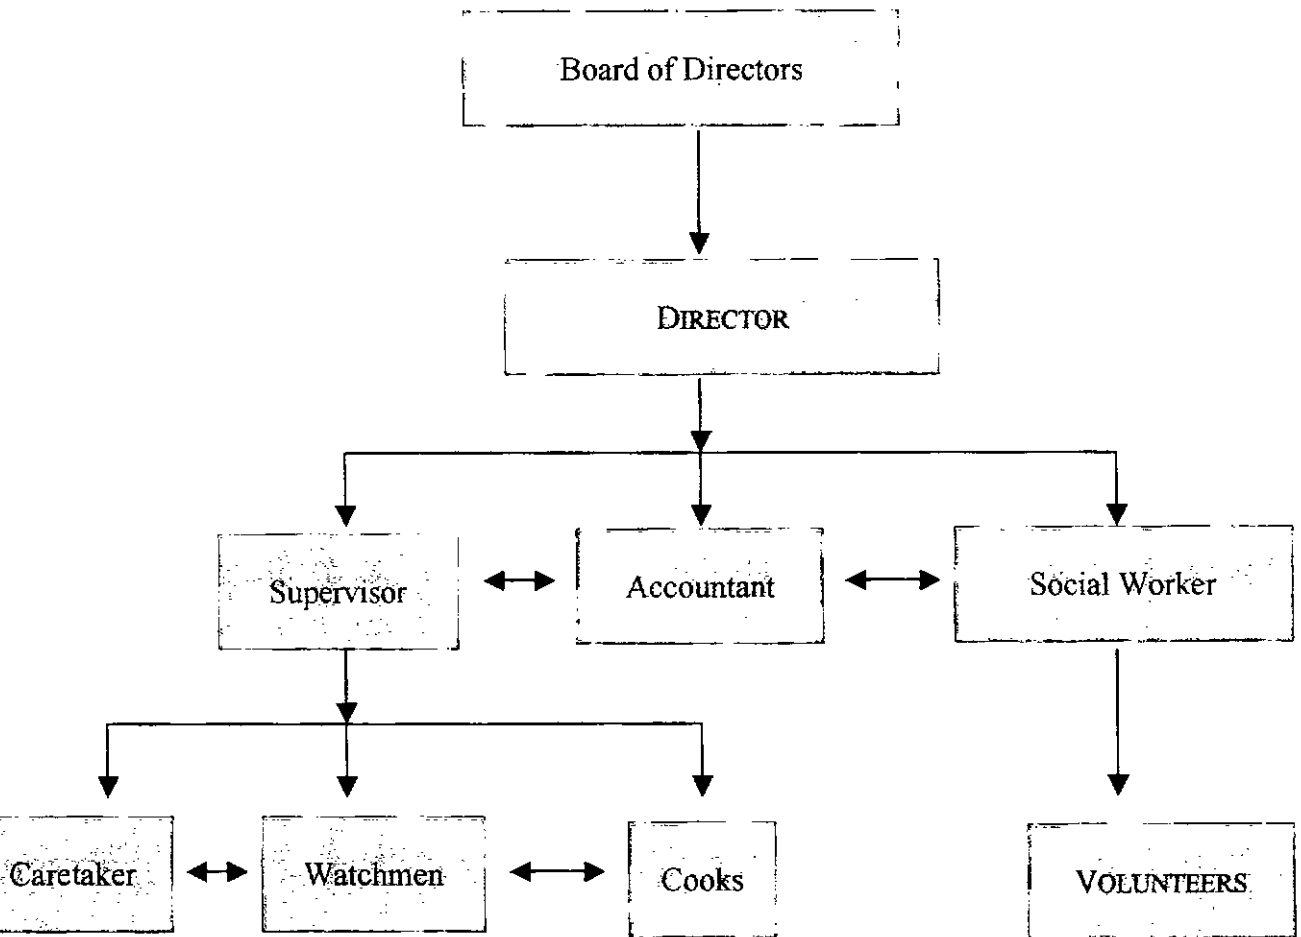 Board of Directors
DIRECTOR
Supervisor
Accountant
Social Worker
Caretaker
Watchmen
Cooks
VOLUNTEERS